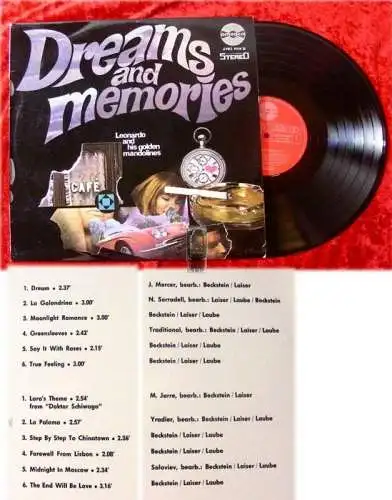 Dreams
and
memories
STEREO
Leonardo
and
his golden
mandolines
CAFE
1. Dream • 2.37'
J. Mercer, bearb.: Beckstein / Laiser
2. La Golondrina • 3.00'
N. Sarradell, bearb.: Laiser / Laube / Beckstein
3. Moonlight Romance • 3.00'
Beckstein / Laiser / Laube
4. Greensleeves • 2.42'
Traditional, bearb.: Beckstein / Laiser / Laube
5. Say It With Roses • 2.15'
Beckstein / Laiser / Laube
6. True Feeling • 3.00'
Beckstein / Laiser / Laube
1. Lara's Theme • 2.54'
from "Doktor Schiwago"
M. Jarre, bearb.: Beckstein / Laiser
2. La Paloma • 2.57'
Yradier, bearb.: Beckstein / Laiser / Laube
3. Step By Step To Chinatown • 2.36'
Beckstein / Laiser / Laube
4. Farewell From Lisbon • 2.08'
Beckstein / Laiser / Laube
5. Midnight In Moscow • 2.34'
Soloviev, bearb.: Beckstein / Laiser / Laube
6. The End Will Be Love • 3.16'
Beckstein / Laiser / Laube